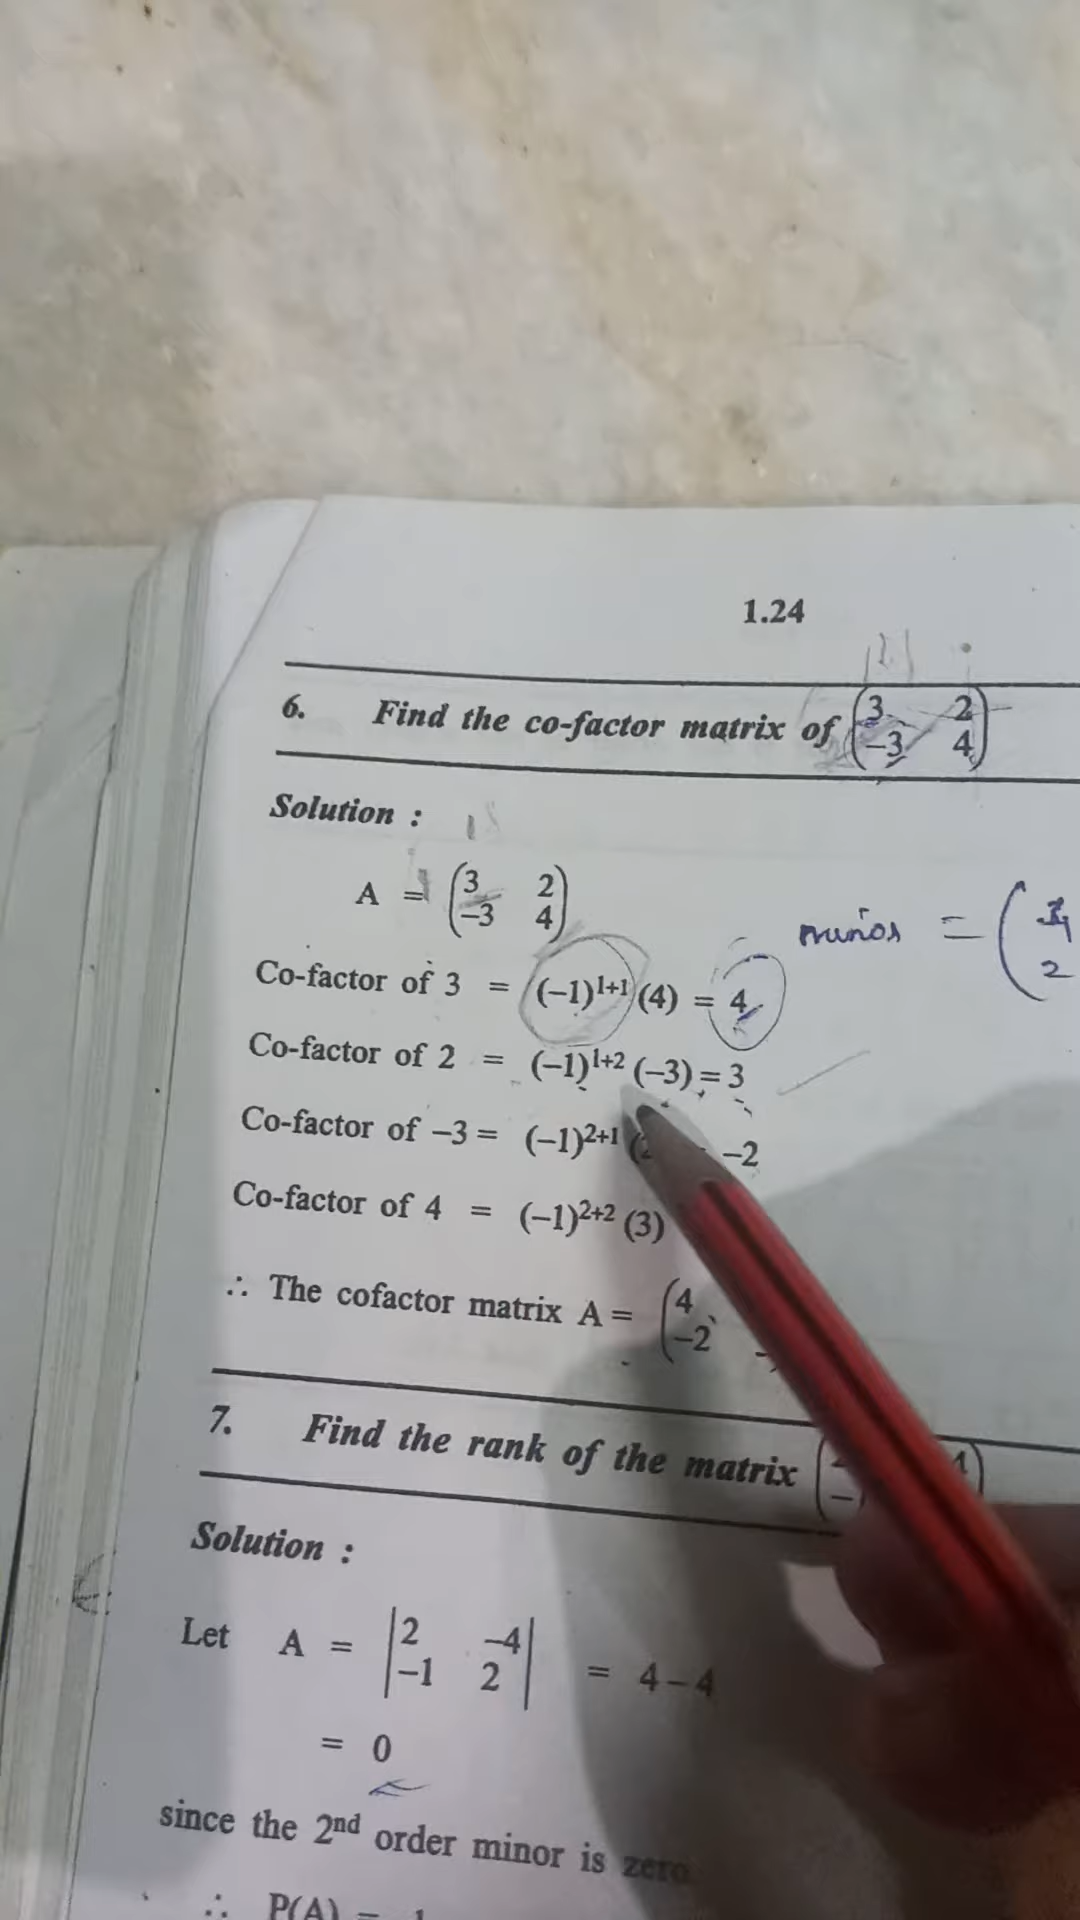 1.24
6. Find the co-factor matrix of (3 2
-3 4)
Solution :
A = (3 2
-3 4)
minors = (
2
Co-factor of 3 = (-1)¹⁺¹ (4) = 4
Co-factor of 2 = (-1)¹⁺² (-3) = 3
Co-factor of -3 = (-1)²⁺¹ ( -2
Co-factor of 4 = (-1)²⁺² (3)
∴ The cofactor matrix A = (4
-2
7. Find the rank of the matrix (
Solution :
Let A = |2 -4|
|-1 2| = 4-4
= 0
since the 2ⁿᵈ order minor is zero
∴ P(A) =